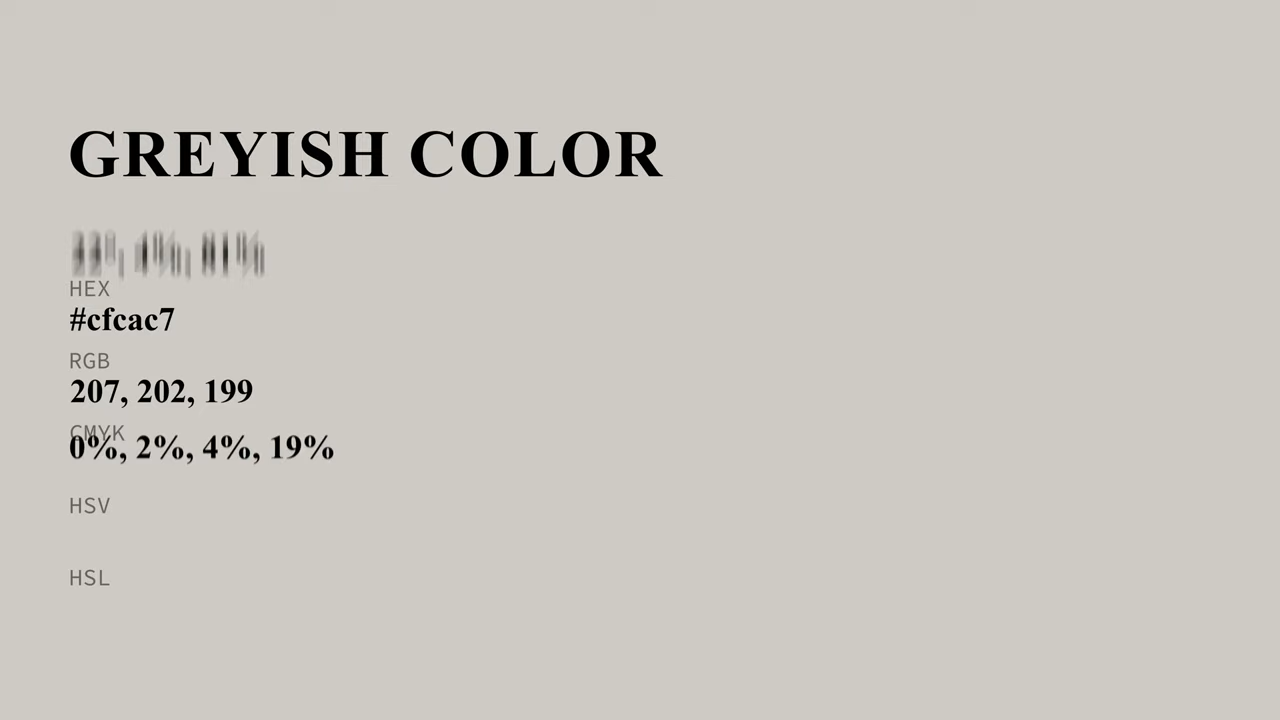 GREYISH COLOR
HEX
#cfcac7
RGB
207, 202, 199
CMYK
0%, 2%, 4%, 19%
HSV
HSL